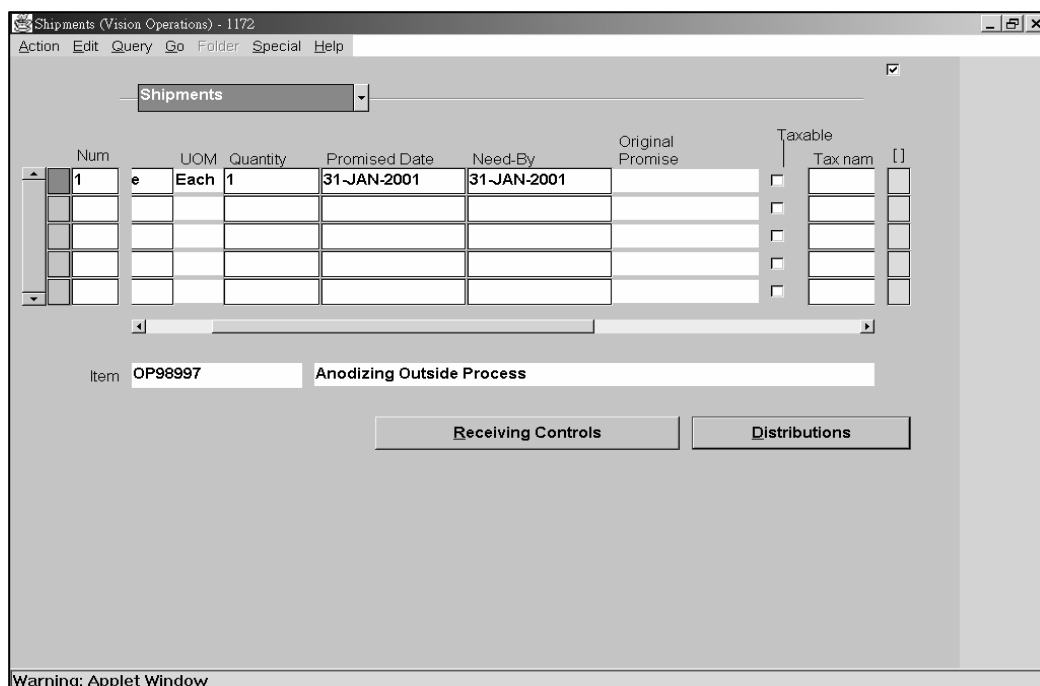 Shipments (Vision Operations) - 1172
Action Edit Query Go Folder Special Help
Shipments
Original Taxable
Num UOM Quantity Promised Date Need-By Promise Tax nam [ ]
1 e Each 1 31-JAN-2001 31-JAN-2001
Item OP98997 Anodizing Outside Process
Receiving Controls Distributions
Warning: Applet Window